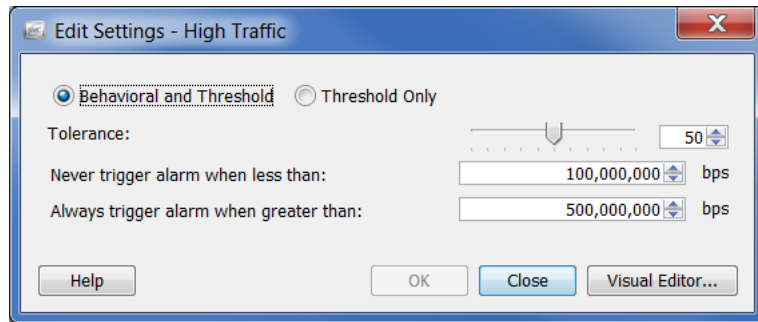 Edit Settings - High Traffic
Behavioral and Threshold Threshold Only
Tolerance: 50
Never trigger alarm when less than: 100,000,000 bps
Always trigger alarm when greater than: 500,000,000 bps
Help OK Close Visual Editor...